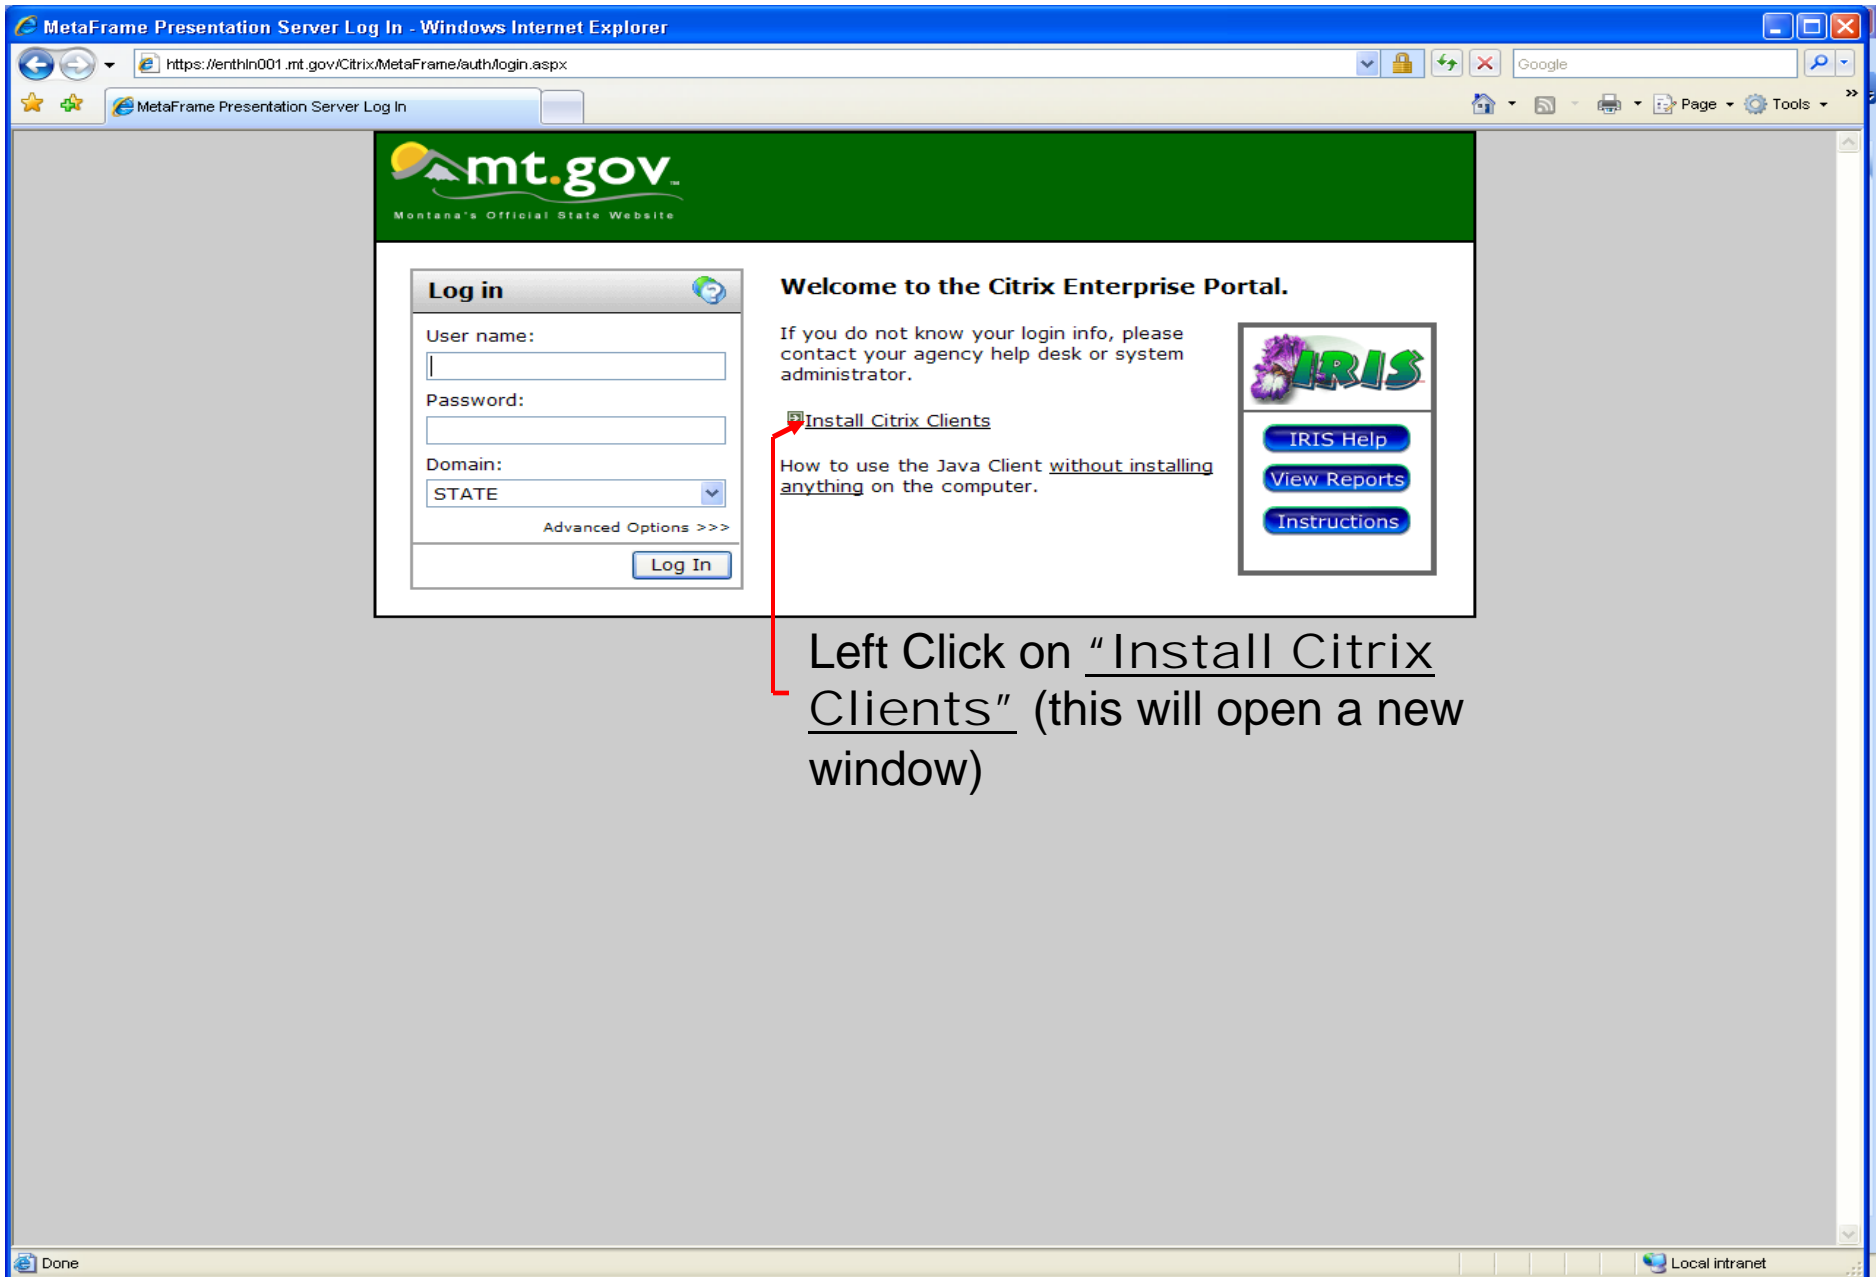 MetaFrame Presentation Server Log In - Windows Internet Explorer
https://enthln001.mt.gov/Citrix/MetaFrame/auth/login.aspx
Google
MetaFrame Presentation Server Log In
Page
Tools
mt.gov™
Montana's Official State Website
Log in
User name:
Password:
Domain:
STATE
Advanced Options >>>
Log In
Welcome to the Citrix Enterprise Portal.
If you do not know your login info, please
contact your agency help desk or system
administrator.
Install Citrix Clients
How to use the Java Client without installing
anything on the computer.
IRIS
IRIS Help
View Reports
Instructions
Left Click on "Install Citrix
Clients" (this will open a new
window)
Done
Local intranet